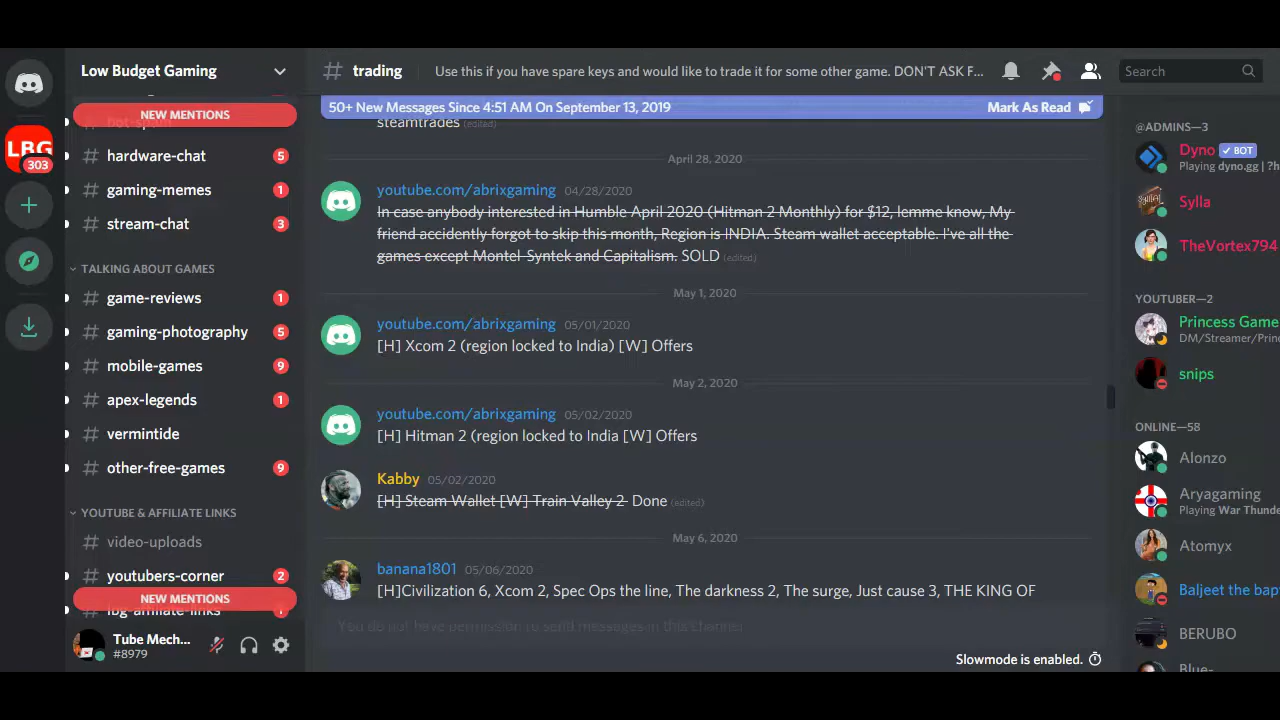 Low Budget Gaming
NEW MENTIONS
hardware-chat 5
gaming-memes 1
stream-chat 3
TALKING ABOUT GAMES
game-reviews 1
gaming-photography 5
mobile-games 9
apex-legends 1
vermintide
other-free-games 9
YOUTUBE & AFFILIATE LINKS
video-uploads
youtubers-corner 2
NEW MENTIONS
lbg-affiliate-links
Tube Mech...
#8979
LBG
303
# trading
Use this if you have spare keys and would like to trade it for some other game. DON'T ASK F...
Search
50+ New Messages Since 4:51 AM On September 13, 2019 Mark As Read
steamtrades (edited)
April 28, 2020
youtube.com/abrixgaming 04/28/2020
In case anybody interested in Humble April 2020 (Hitman 2 Monthly) for $12, lemme know, My
friend accidently forgot to skip this month, Region is INDIA. Steam wallet acceptable. I've all the
games except Montel-Syntek and Capitalism. SOLD (edited)
May 1, 2020
youtube.com/abrixgaming 05/01/2020
[H] Xcom 2 (region locked to India) [W] Offers
May 2, 2020
youtube.com/abrixgaming 05/02/2020
[H] Hitman 2 (region locked to India [W] Offers
Kabby 05/02/2020
[H] Steam Wallet [W] Train Valley 2 Done (edited)
May 6, 2020
banana1801 05/06/2020
[H]Civilization 6, Xcom 2, Spec Ops the line, The darkness 2, The surge, Just cause 3, THE KING OF
You do not have permission to send messages in this channel
Slowmode is enabled.
@ADMINS—3
Dyno BOT
Playing dyno.gg | ?h
Sylla
TheVortex794
YOUTUBER—2
Princess Game
DM/Streamer/Princ
snips
ONLINE—58
Alonzo
Aryagaming
Playing War Thunde
Atomyx
Baljeet the bap
BERUBO
Blue-